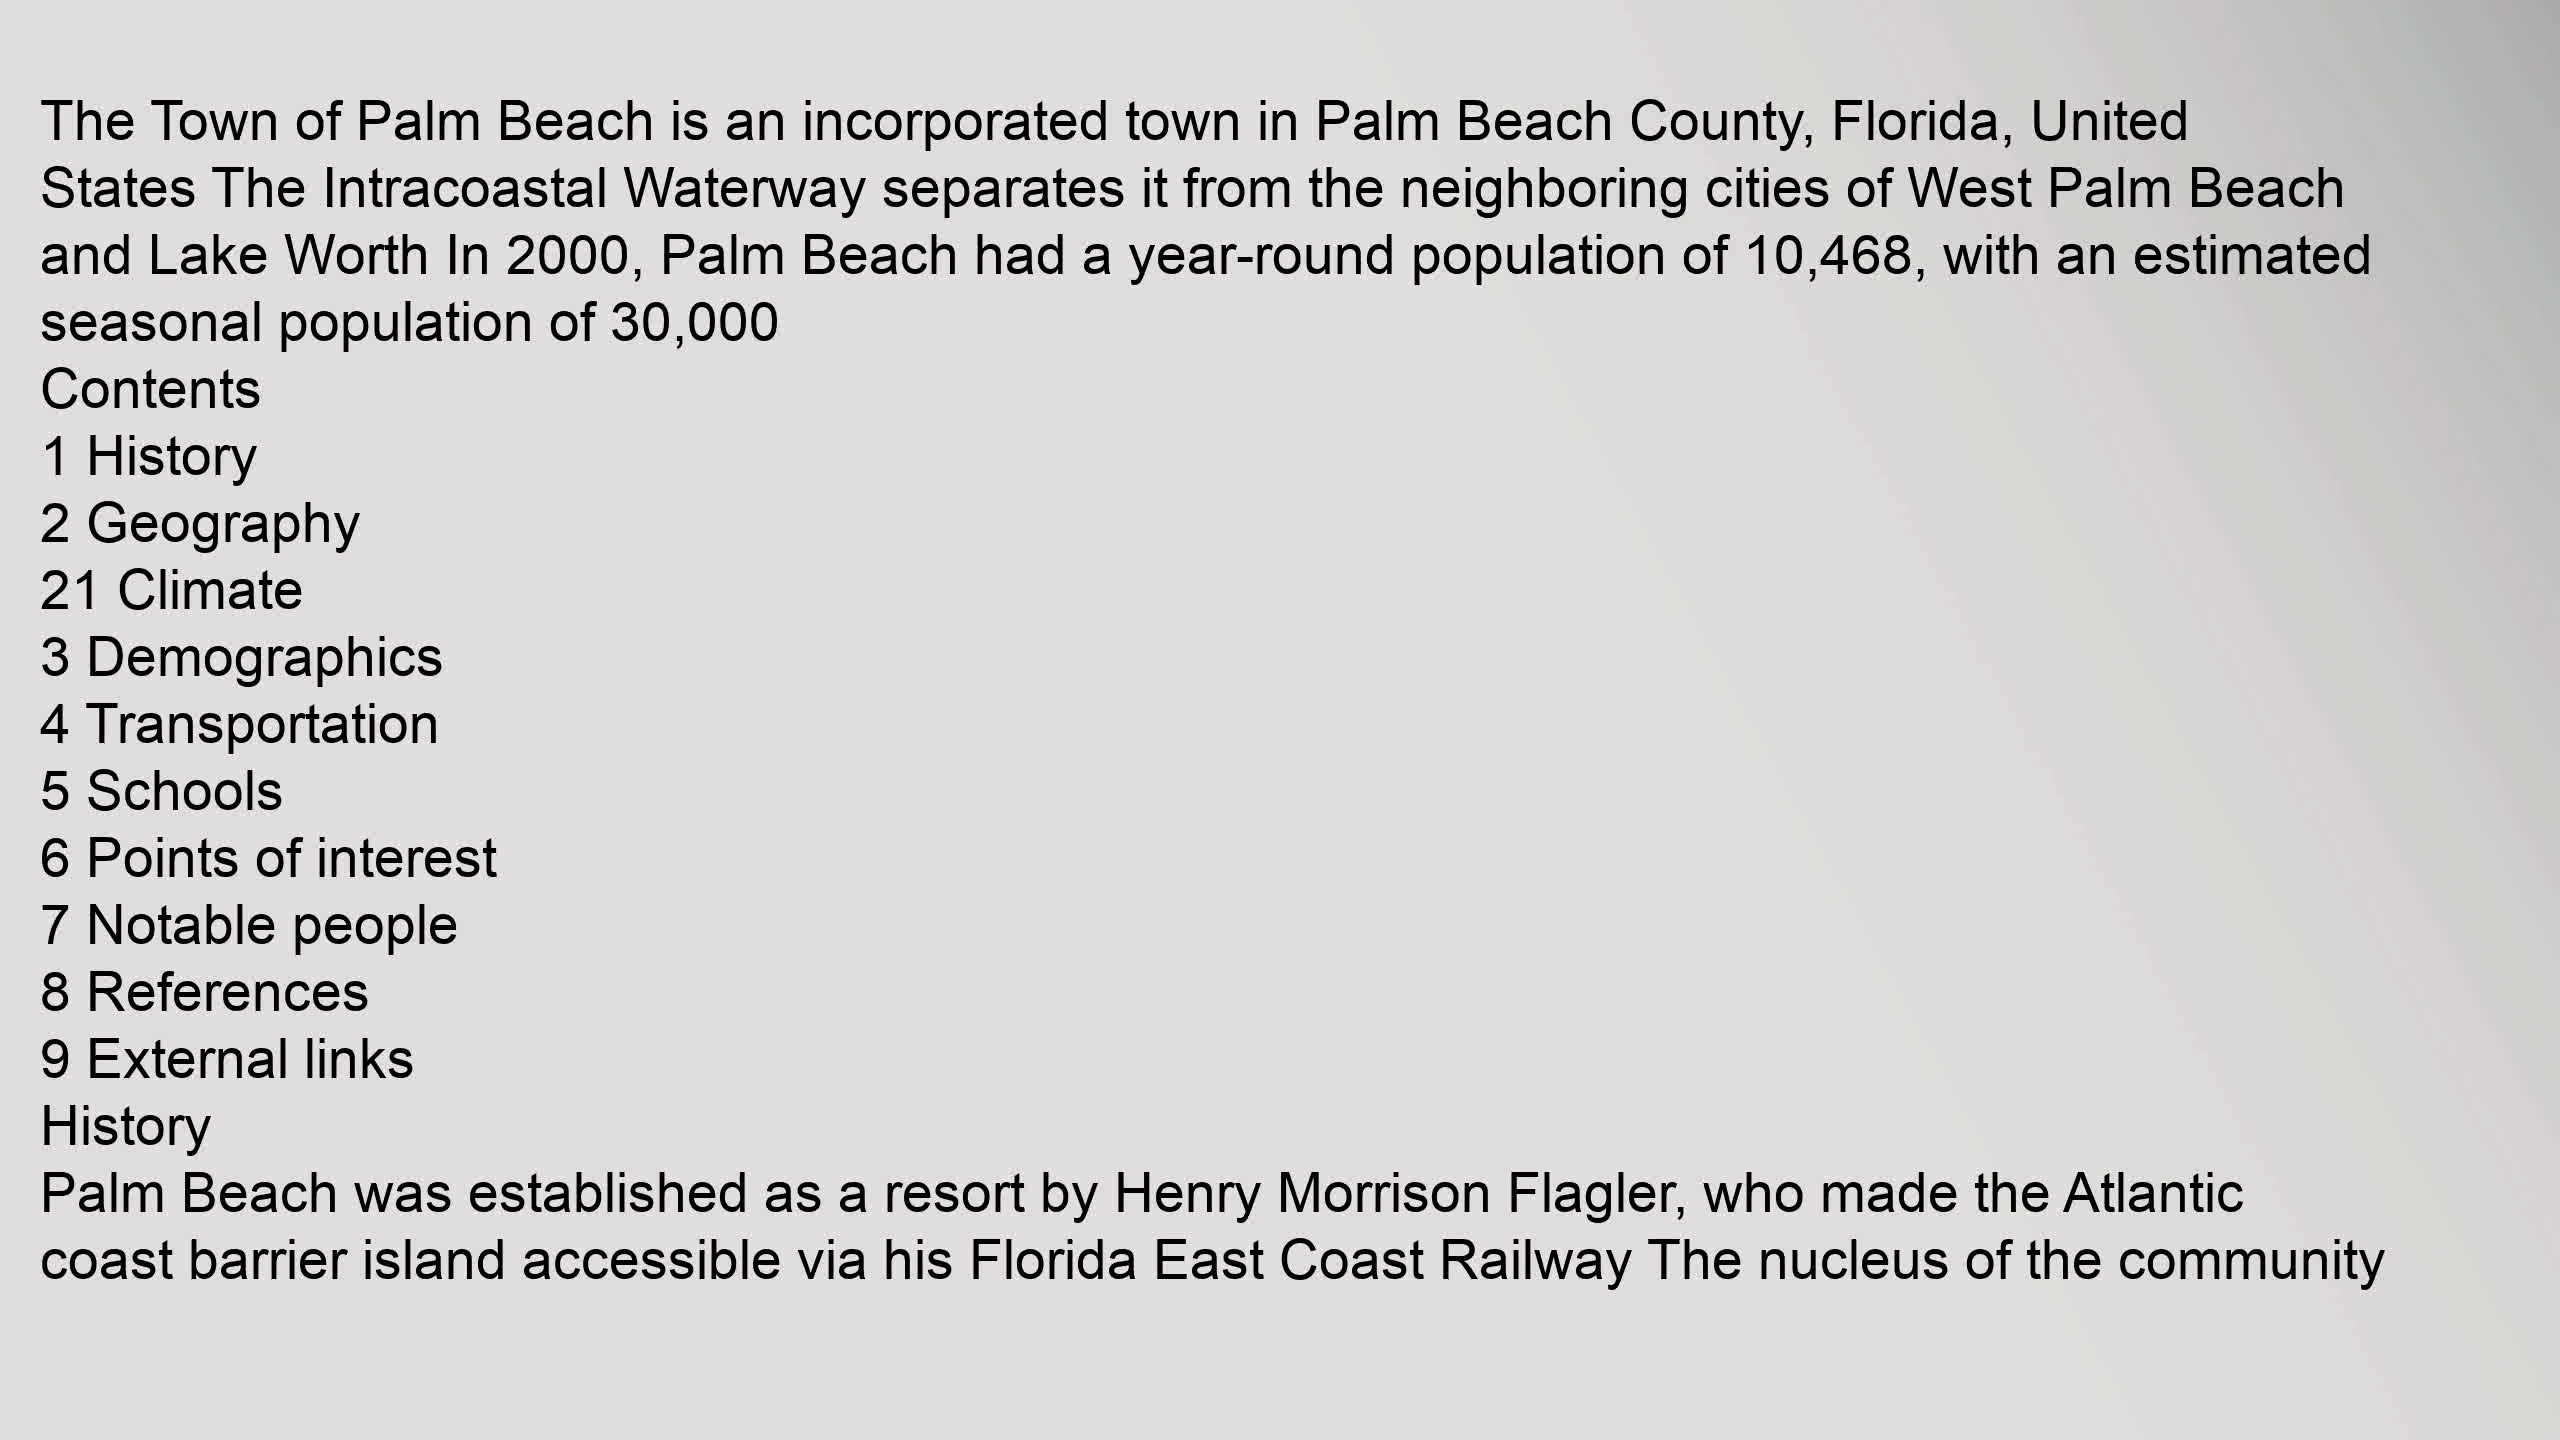 The Town of Palm Beach is an incorporated town in Palm Beach County, Florida, United
States The Intracoastal Waterway separates it from the neighboring cities of West Palm Beach
and Lake Worth In 2000, Palm Beach had a year-round population of 10,468, with an estimated
seasonal population of 30,000
Contents
1 History
2 Geography
21 Climate
3 Demographics
4 Transportation
5 Schools
6 Points of interest
7 Notable people
8 References
9 External links
History
Palm Beach was established as a resort by Henry Morrison Flagler, who made the Atlantic
coast barrier island accessible via his Florida East Coast Railway The nucleus of the community